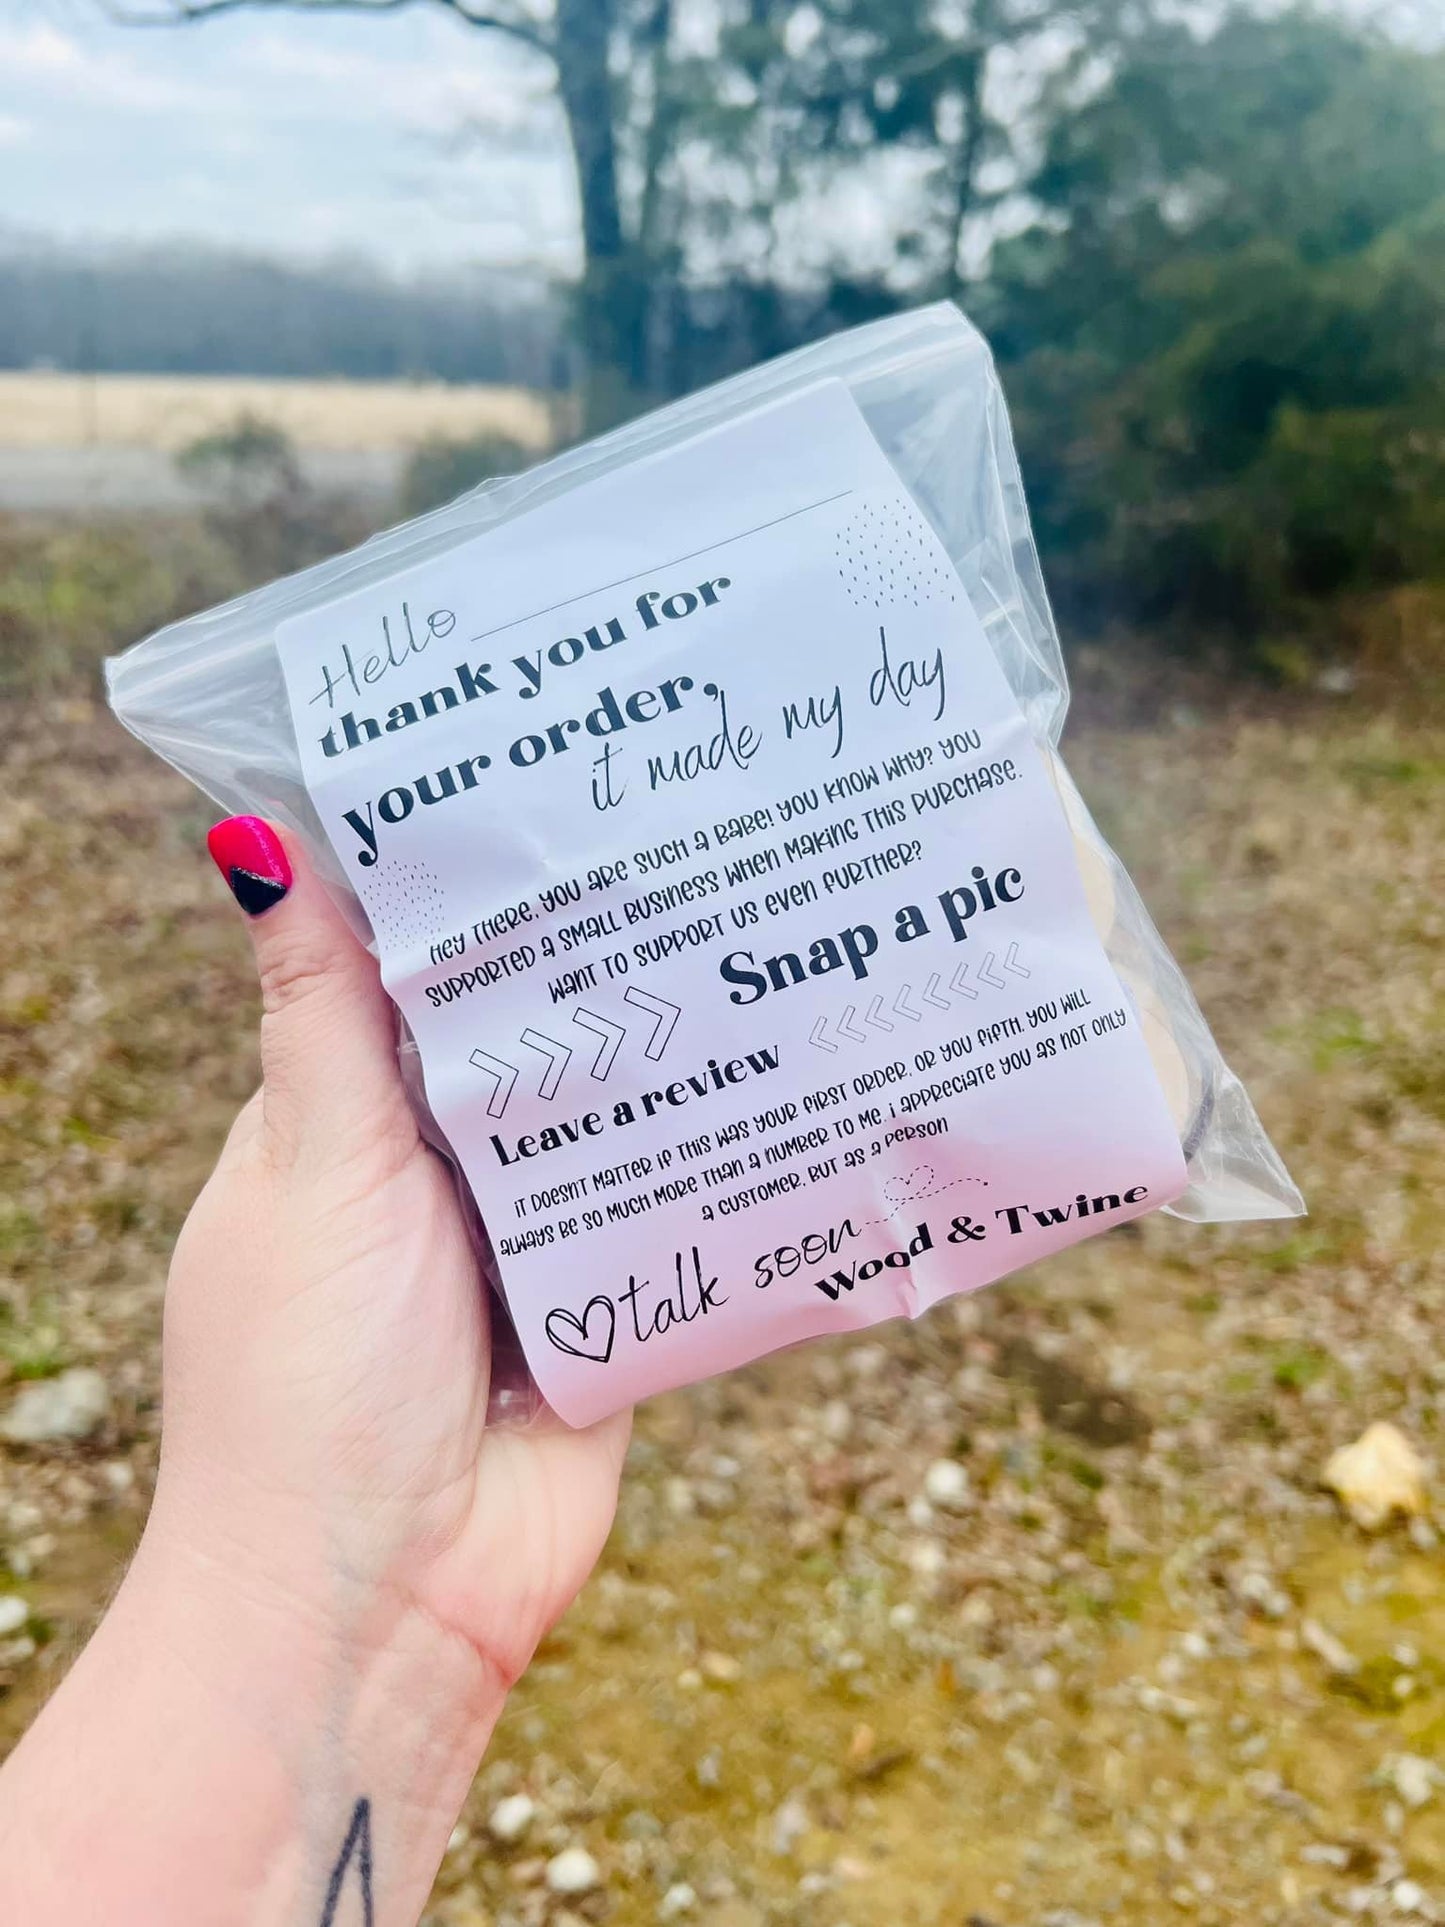 Hello
thank you for
your order,
it made my day
Hey there, you are such a babe! You know why? You
supported a small business when making this purchase.
Want to support us even further?
Snap a pic
Leave a review
It doesn't matter if this was your first order, or you fifth, you will
always be so much more than a number to me. I appreciate you as not only
a customer, but as a person
talk soon
Wood & Twine